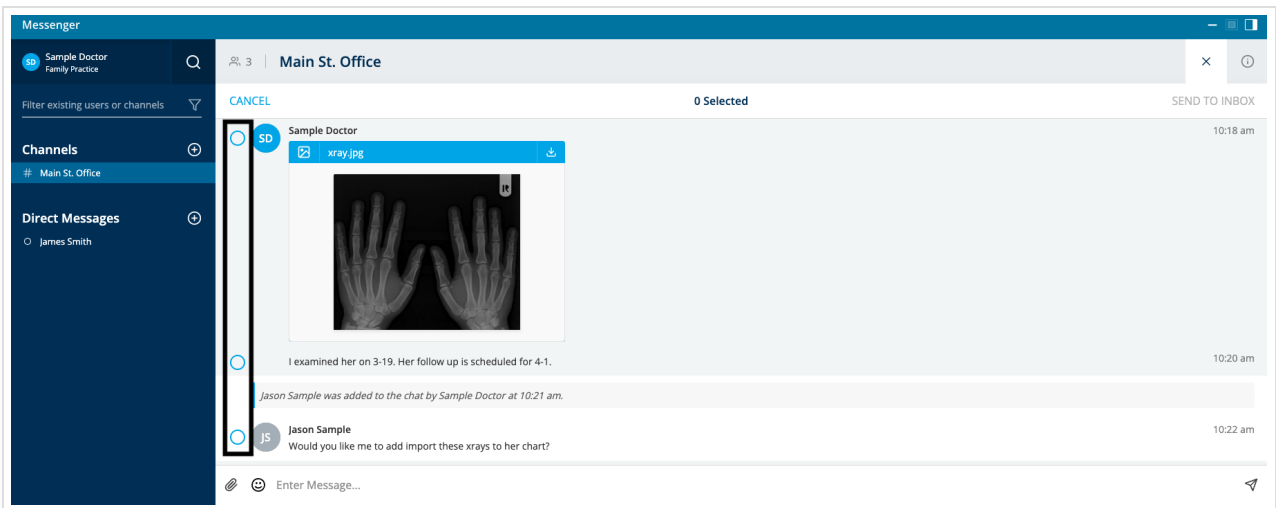 Messenger
SD Sample Doctor
Family Practice
3 Main St. Office
Filter existing users or channels
CANCEL 0 Selected SEND TO INBOX
Channels
# Main St. Office
Direct Messages
James Smith
SD Sample Doctor 10:18 am
xray.jpg
R
I examined her on 3-19. Her follow up is scheduled for 4-1. 10:20 am
Jason Sample was added to the chat by Sample Doctor at 10:21 am.
JS Jason Sample 10:22 am
Would you like me to add import these xrays to her chart?
Enter Message...